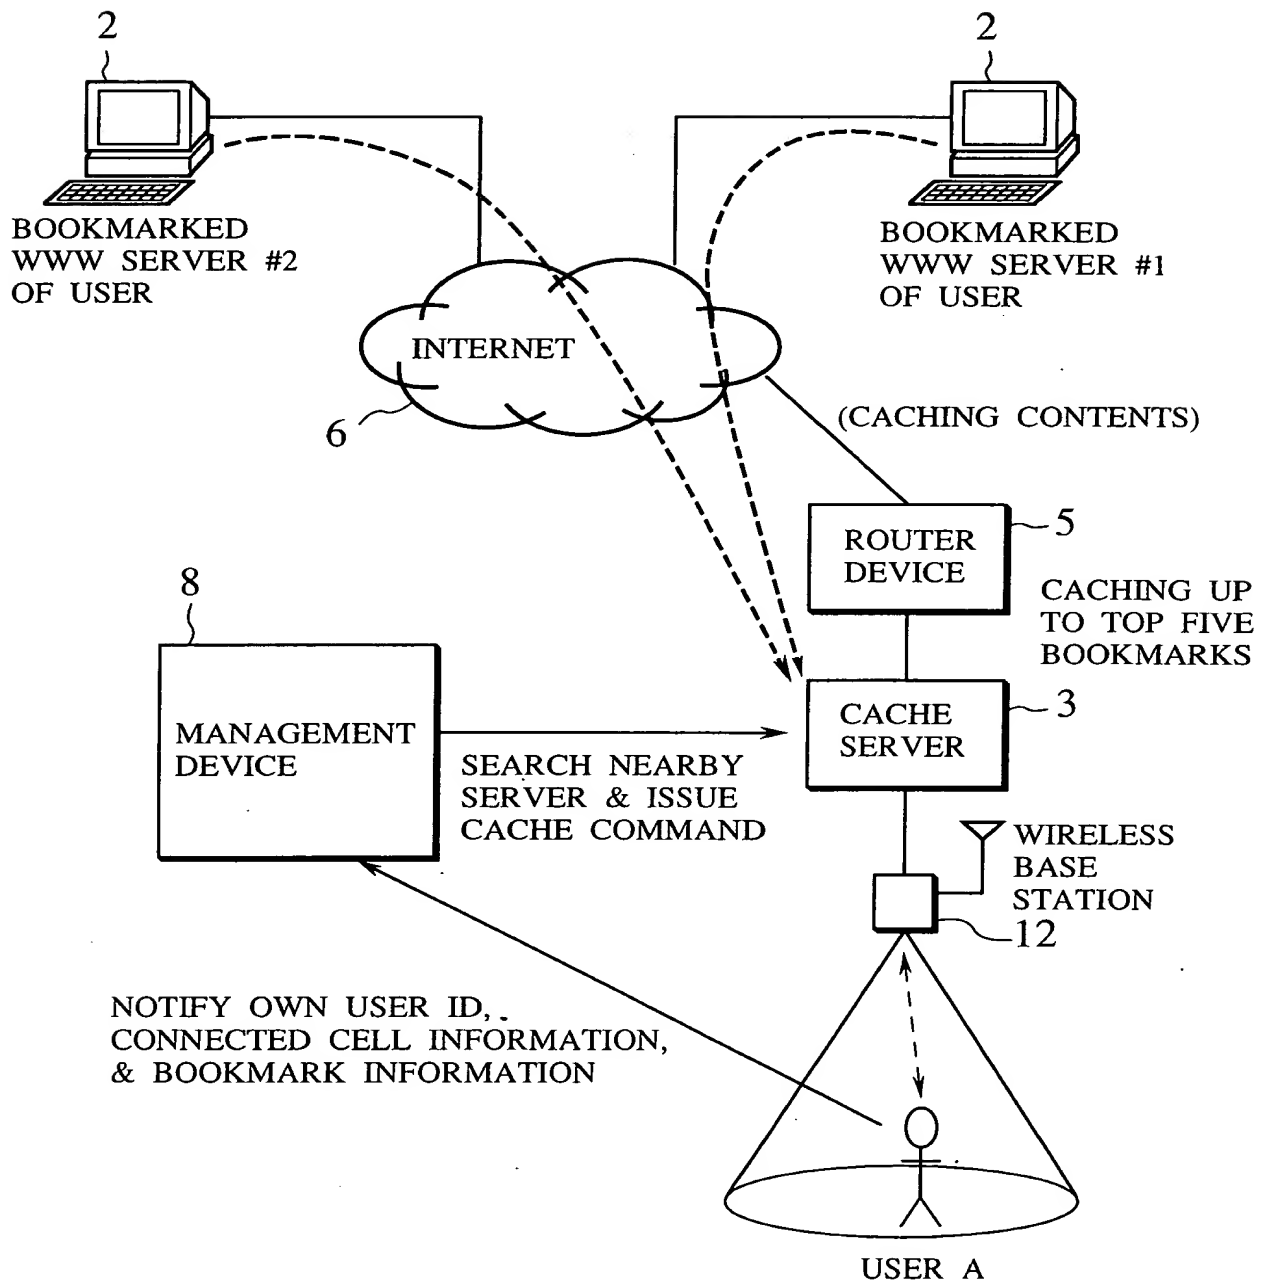 2
2
BOOKMARKED
WWW SERVER #2
OF USER
BOOKMARKED
WWW SERVER #1
OF USER
INTERNET
6
(CACHING CONTENTS)
ROUTER
DEVICE
5
CACHING UP
TO TOP FIVE
BOOKMARKS
8
MANAGEMENT
DEVICE
CACHE
SERVER
3
SEARCH NEARBY
SERVER & ISSUE
CACHE COMMAND
WIRELESS
BASE
STATION
12
NOTIFY OWN USER ID,
CONNECTED CELL INFORMATION,
& BOOKMARK INFORMATION
USER A